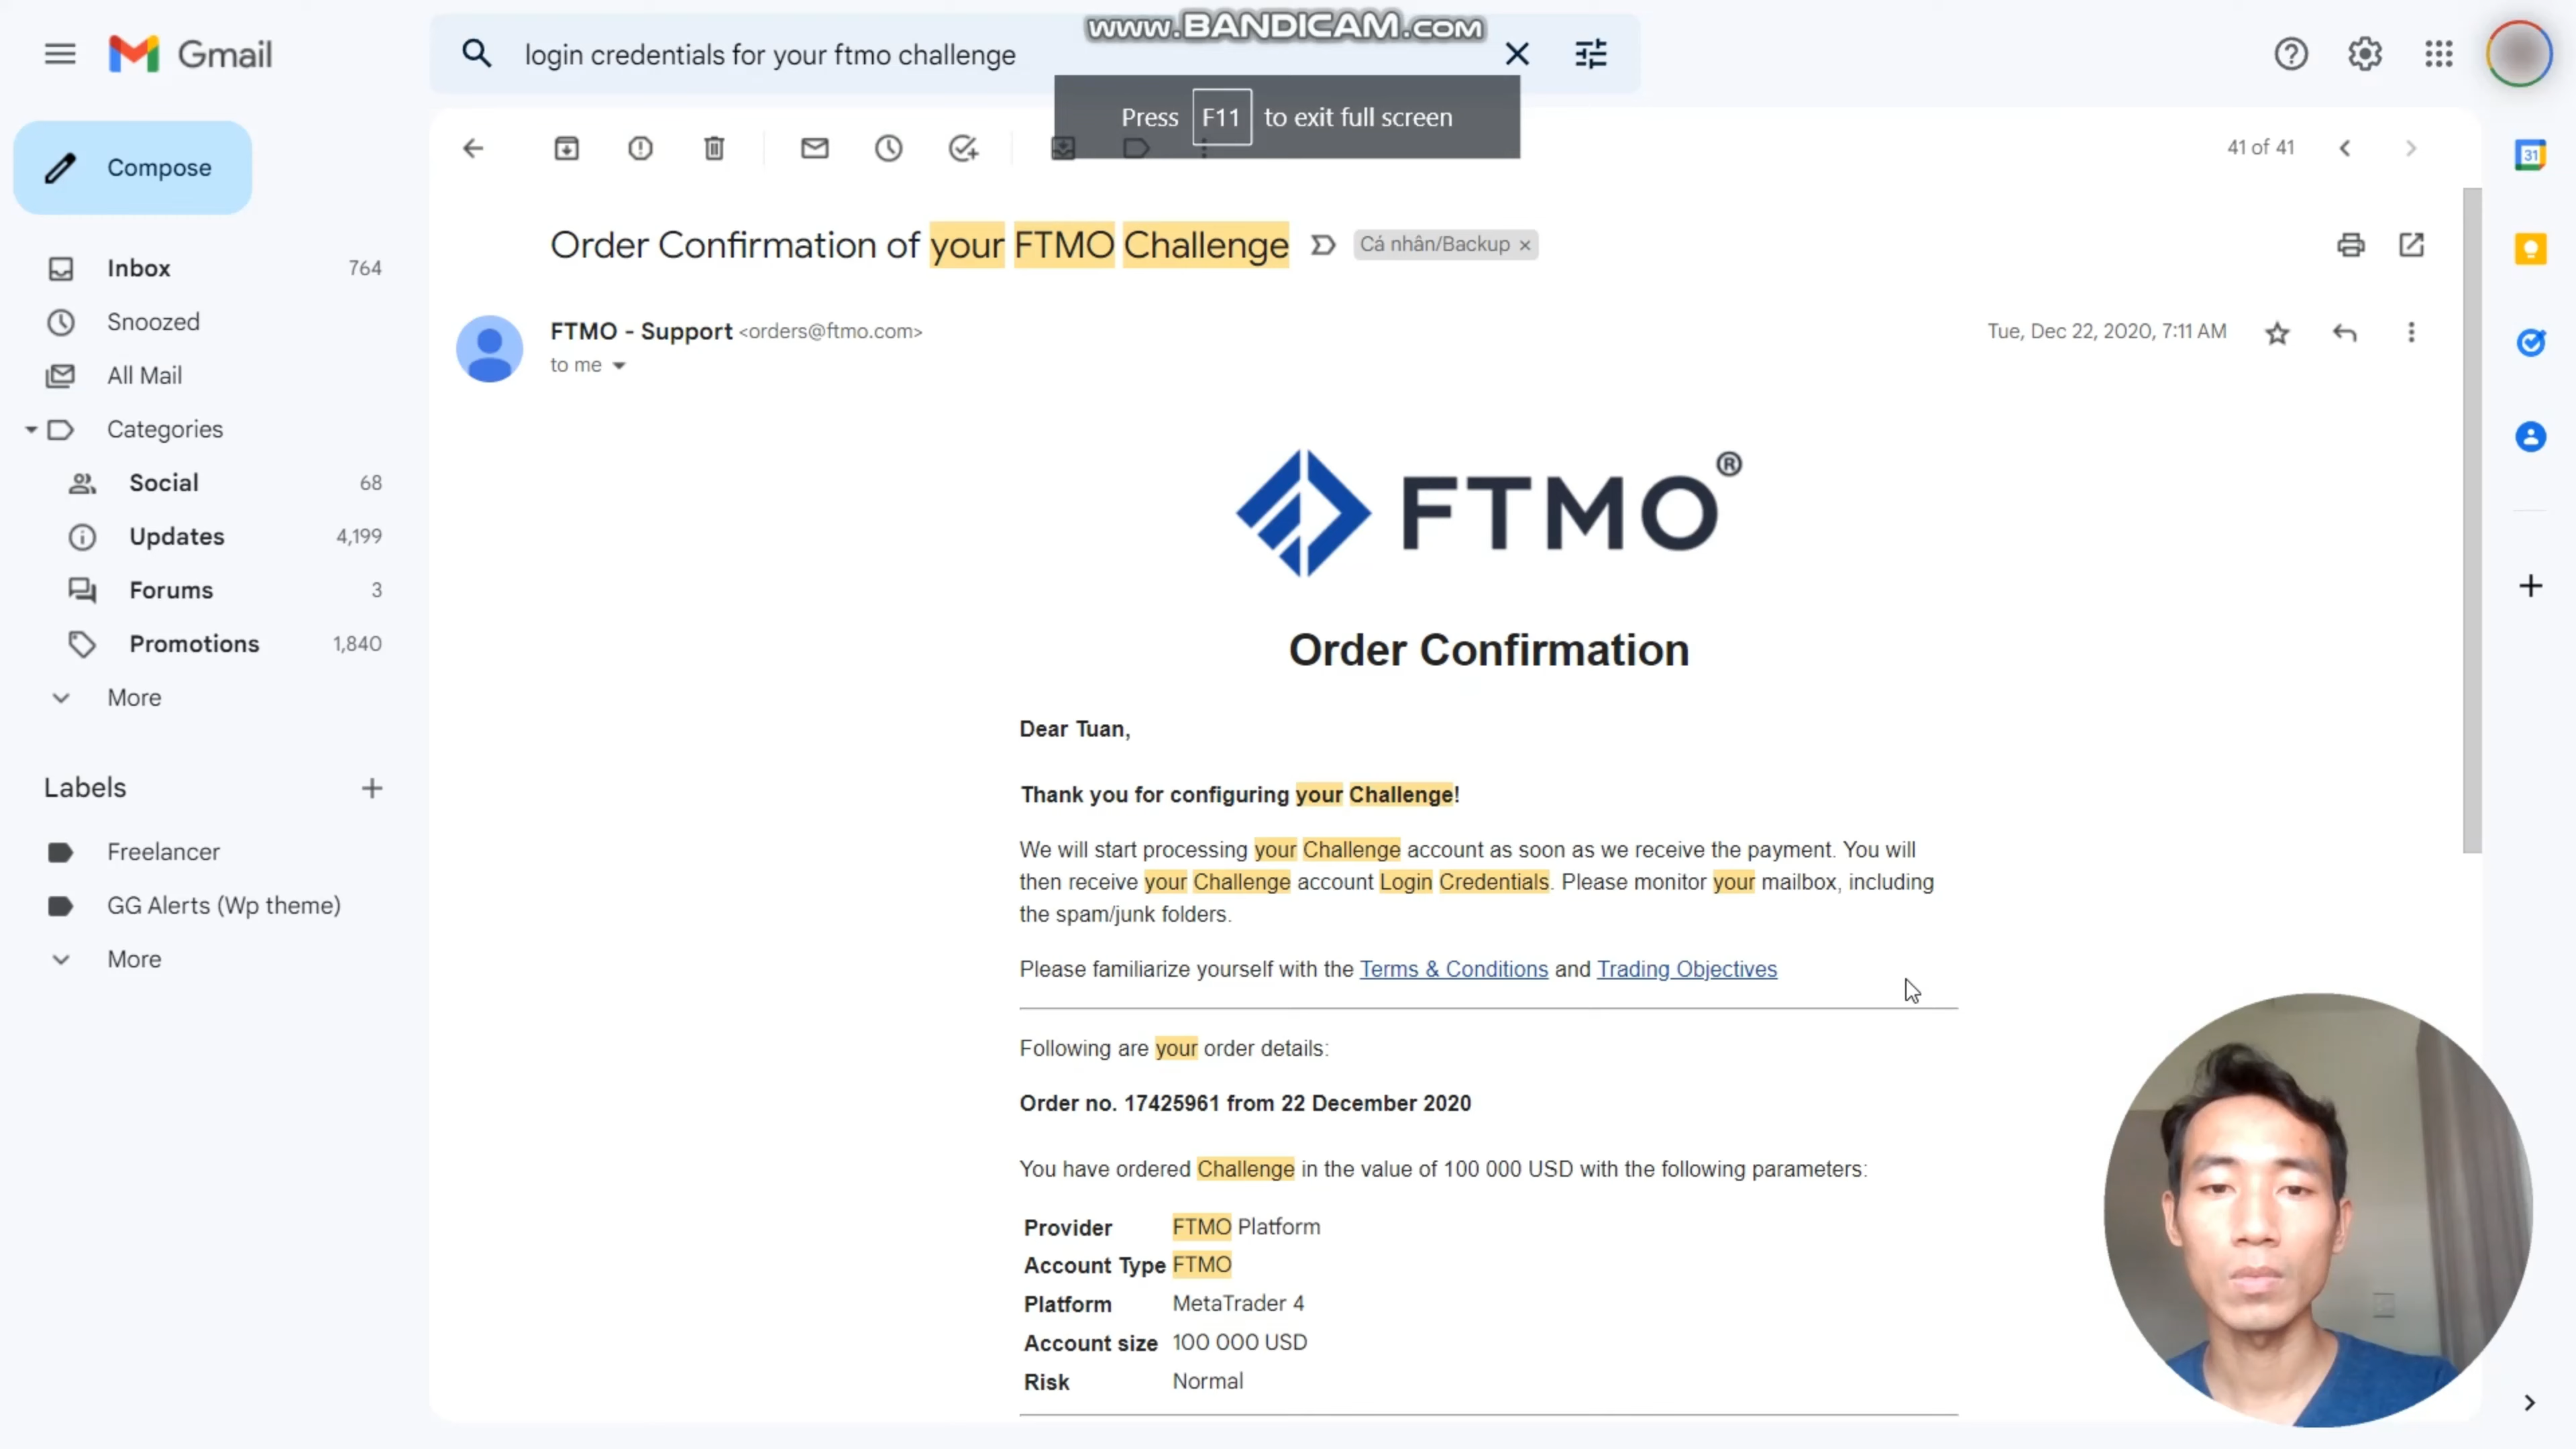 www.BANDICAM.com
Gmail
login credentials for your ftmo challenge
Press F11 to exit full screen
Compose
41 of 41
31
Inbox 764
Snoozed
All Mail
Categories
Social 68
Updates 4,199
Forums 3
Promotions 1,840
More
Labels
Freelancer
GG Alerts (Wp theme)
More
Order Confirmation of your FTMO Challenge
Cá nhân/Backup ×
FTMO - Support <orders@ftmo.com>
Tue, Dec 22, 2020, 7:11 AM
to me
FTMO®
Order Confirmation
Dear Tuan,
Thank you for configuring your Challenge!
We will start processing your Challenge account as soon as we receive the payment. You will
then receive your Challenge account Login Credentials. Please monitor your mailbox, including
the spam/junk folders.
Please familiarize yourself with the Terms & Conditions and Trading Objectives
Following are your order details:
Order no. 17425961 from 22 December 2020
You have ordered Challenge in the value of 100 000 USD with the following parameters:
Provider FTMO Platform
Account Type FTMO
Platform MetaTrader 4
Account size 100 000 USD
Risk Normal